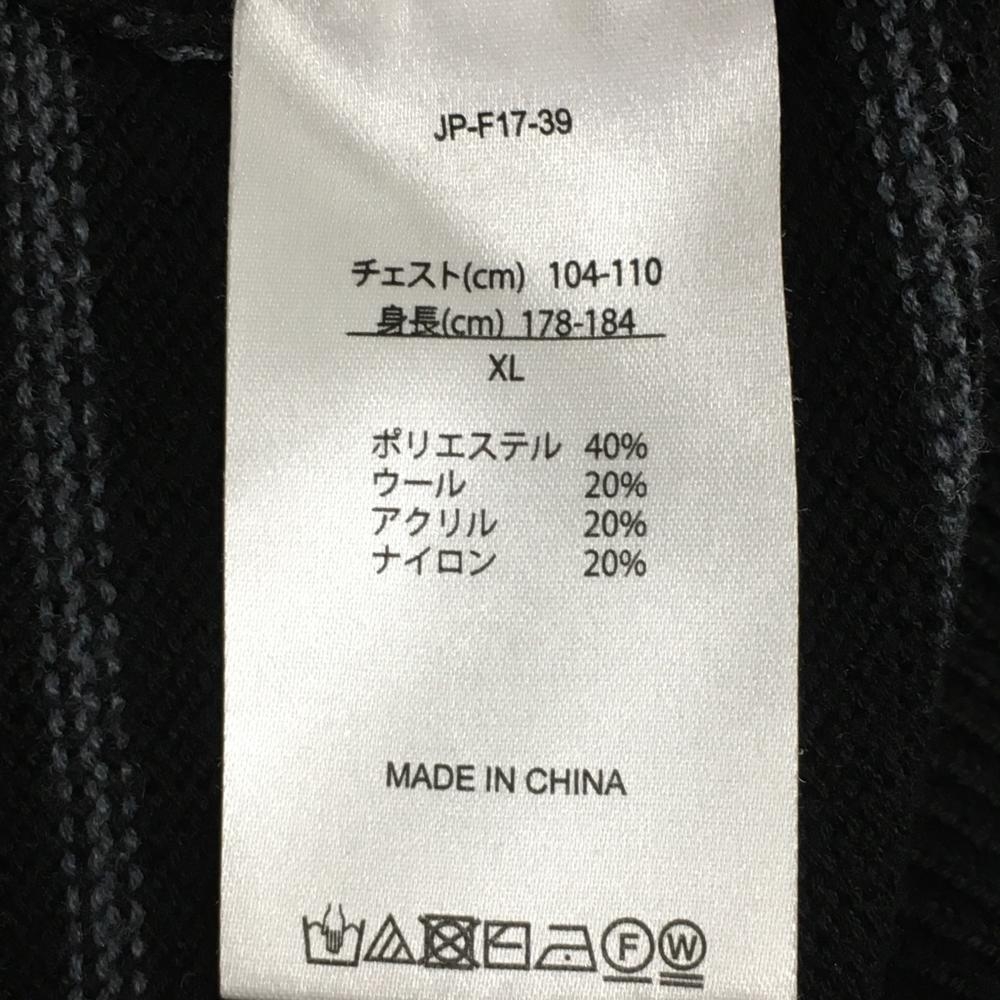 JP-F17-39
チェスト(cm) 104-110
身長(cm) 178-184
XL
ポリエステル 40%
ウール 20%
アクリル 20%
ナイロン 20%
MADE IN CHINA
F W